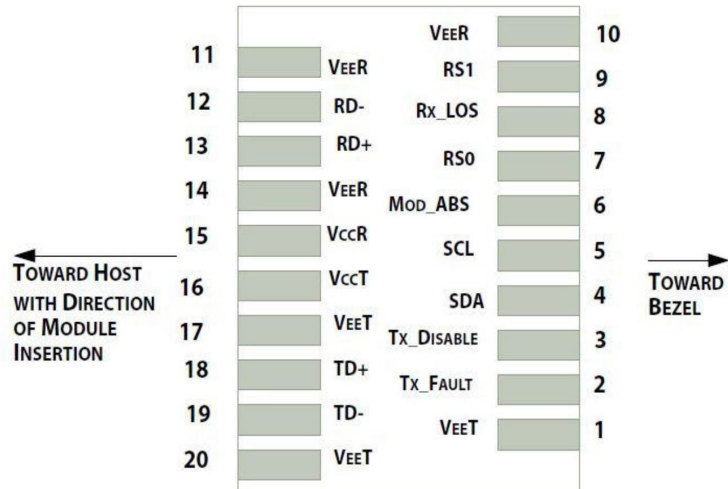 11 VEER
12 RD-
13 RD+
14 VEER
15 VccR
16 VccT
17 VEET
18 TD+
19 TD-
20 VEET
VEER 10
RS1 9
Rx_LOS 8
RS0 7
MOD_ABS 6
SCL 5
SDA 4
TX_DISABLE 3
TX_FAULT 2
VEET 1
TOWARD HOST
WITH DIRECTION
OF MODULE
INSERTION
TOWARD
BEZEL